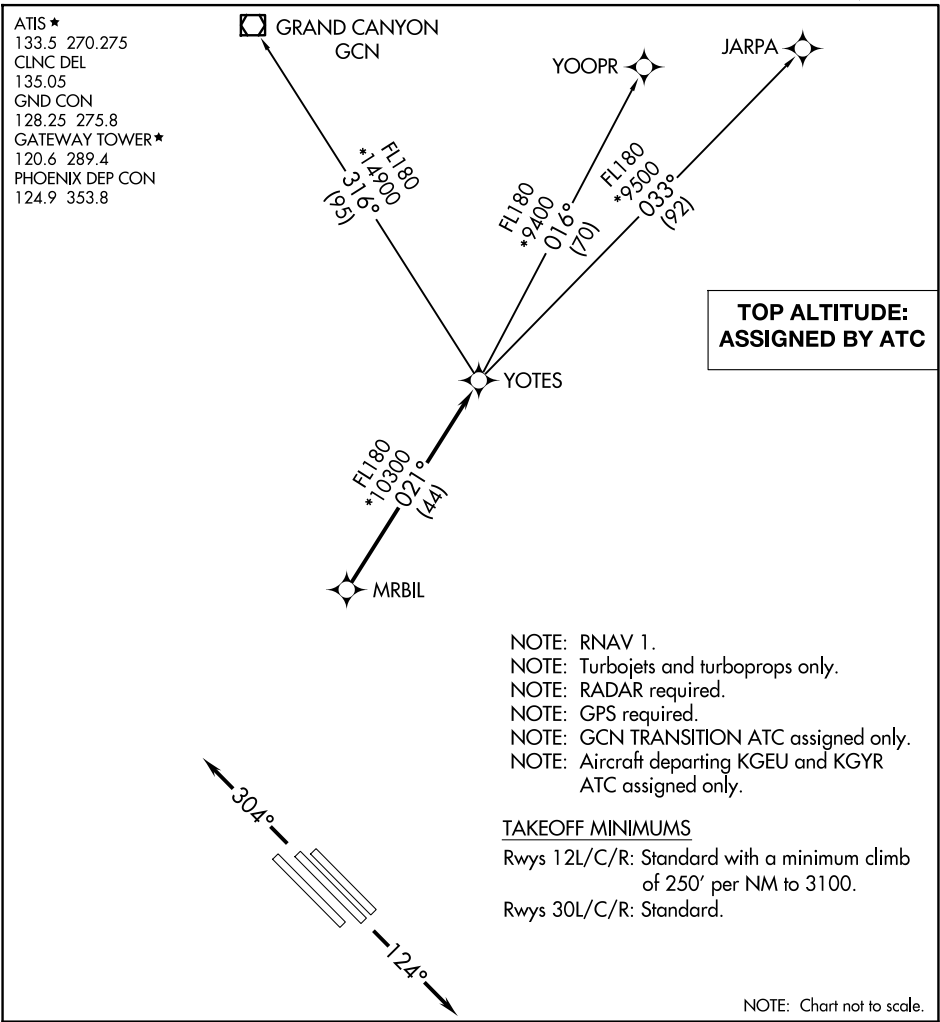 ATIS ★
133.5 270.275
CLNC DEL
135.05
GND CON
128.25 275.8
GATEWAY TOWER ★
120.6 289.4
PHOENIX DEP CON
124.9 353.8
GRAND CANYON
GCN
YOOPR
JARPA
FL180
*14900
316°
(95)
FL180
*9400
016°
(70)
FL180
*9500
033°
(92)
TOP ALTITUDE:
ASSIGNED BY ATC
YOTES
FL180
*10300
021°
(44)
MRBIL
NOTE: RNAV 1.
NOTE: Turbojets and turboprops only.
NOTE: RADAR required.
NOTE: GPS required.
NOTE: GCN TRANSITION ATC assigned only.
NOTE: Aircraft departing KGEU and KGYR
ATC assigned only.
TAKEOFF MINIMUMS
Rwys 12L/C/R: Standard with a minimum climb
of 250' per NM to 3100.
Rwys 30L/C/R: Standard.
304°
124°
NOTE: Chart not to scale.